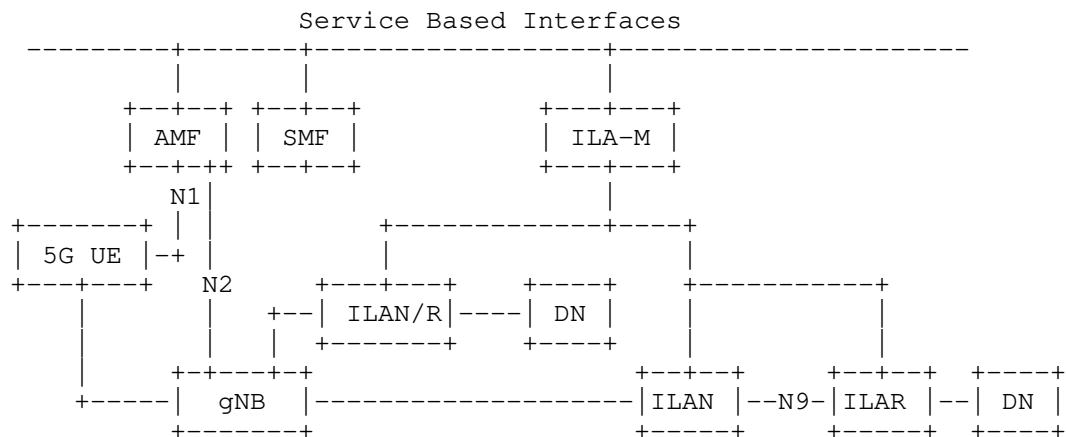 Service Based Interfaces
AMF SMF ILA-M
N1
5G UE
N2
ILAN/R DN
gNB ILAN N9 ILAR DN